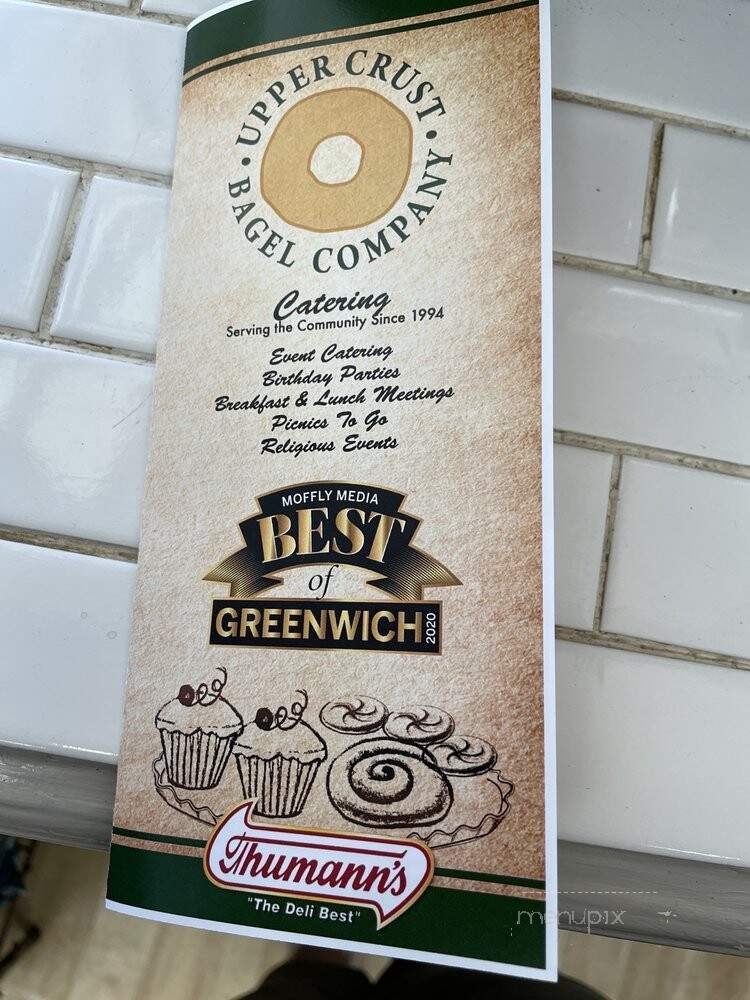 UPPER CRUST
BAGEL COMPANY
Catering
Serving the Community Since 1994
Event Catering
Birthday Parties
Breakfast & Lunch Meetings
Picnics To Go
Religious Events
MOFFLY MEDIA
BEST
of
GREENWICH
2020
Thumann's
"The Deli Best"
menupix